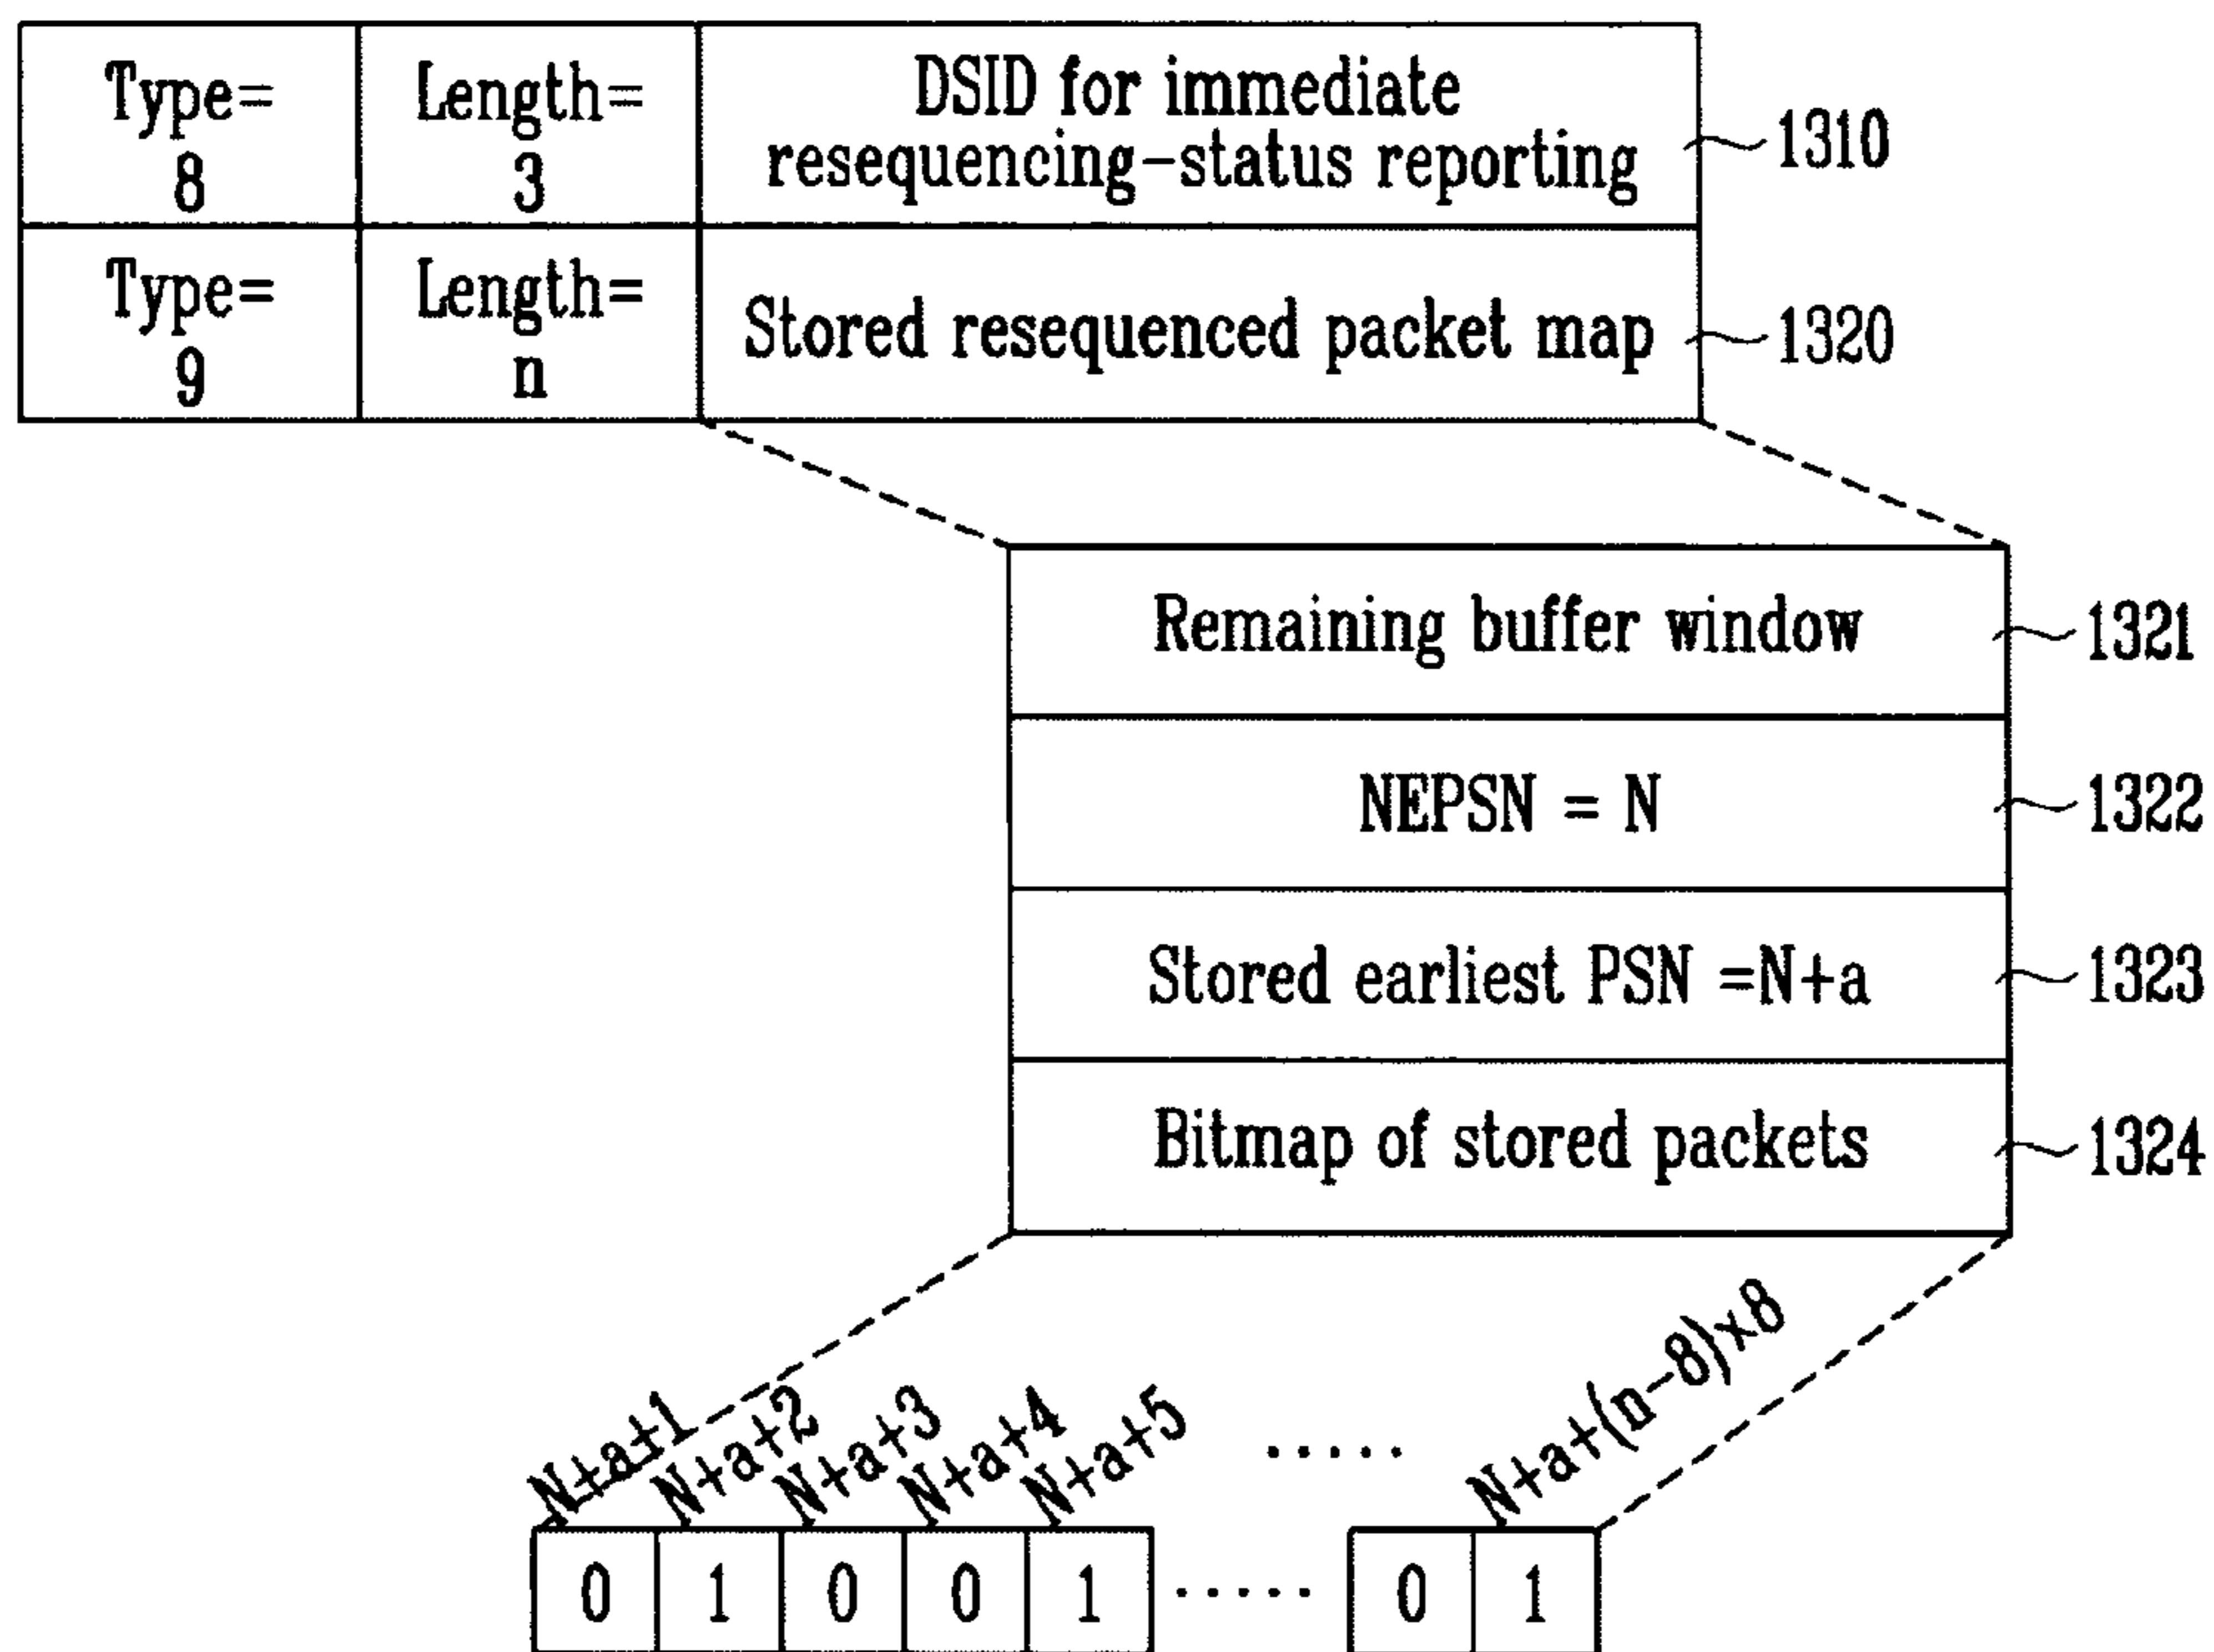 Type=
8
Length=
3
DSID for immediate
resequencing-status reporting
1310
Type=
9
Length=
n
Stored resequenced packet map
1320
Remaining buffer window
1321
NEPSN = N
1322
Stored earliest PSN =N+a
1323
Bitmap of stored packets
1324
N+a+1
N+a+2
N+a+3
N+a+4
N+a+5
.....
N+a+(n-8)×8
0 1 0 0 1 ..... 0 1